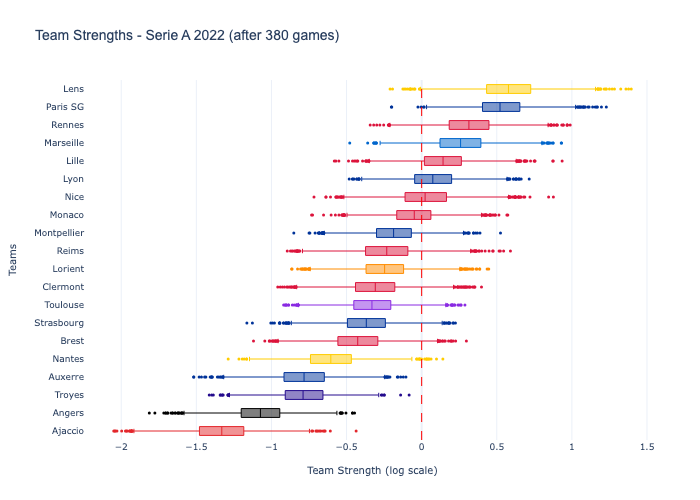 Team Strengths - Serie A 2022 (after 380 games)
Lens
Paris SG
Rennes
Marseille
Lille
Lyon
Nice
Monaco
Montpellier
Reims
Lorient
Clermont
Toulouse
Strasbourg
Brest
Nantes
Auxerre
Troyes
Angers
Ajaccio
Teams
−2 −1.5 −1 −0.5 0 0.5 1 1.5
Team Strength (log scale)